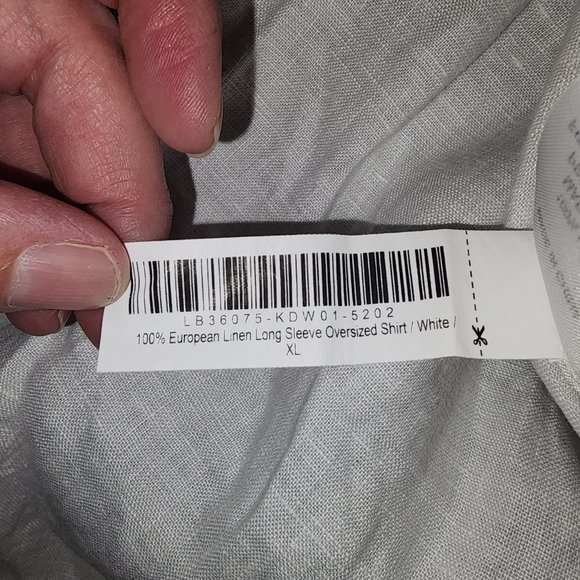 LB36075-KDW01-5202
100% European Linen Long Sleeve Oversized Shirt / White /
XL